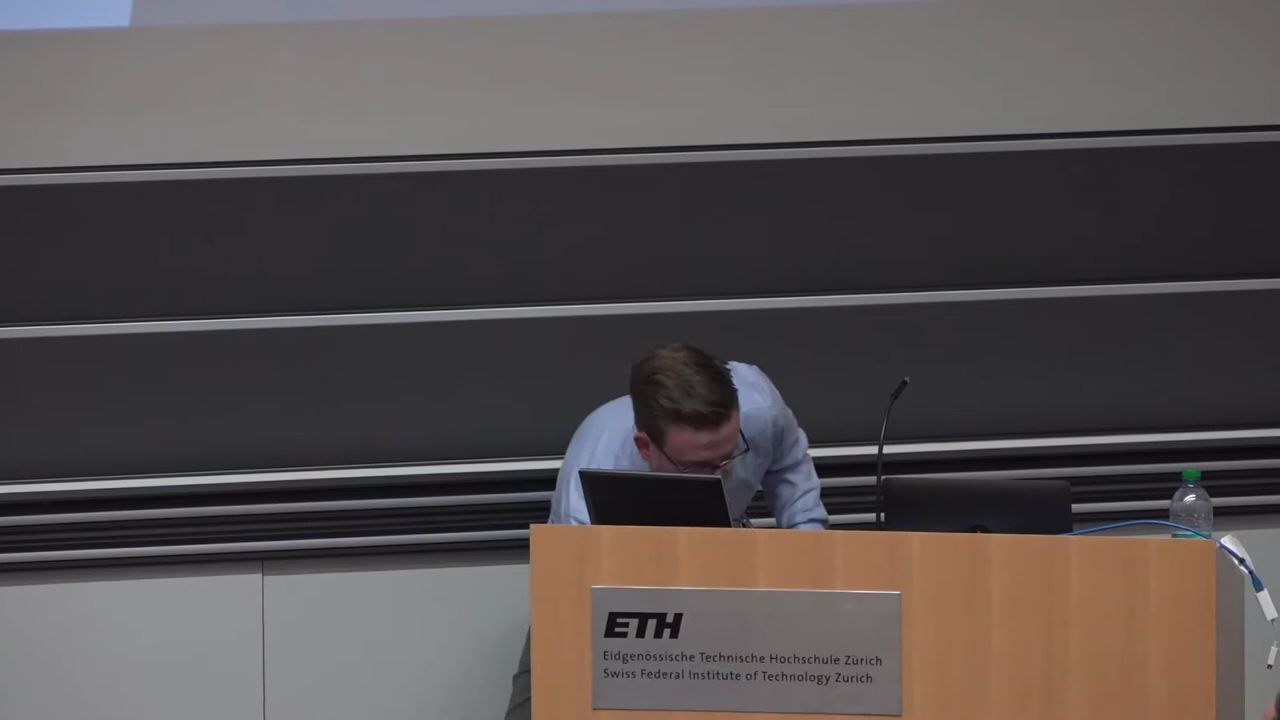 ETH
Eidgenössische Technische Hochschule Zürich
Swiss Federal Institute of Technology Zurich